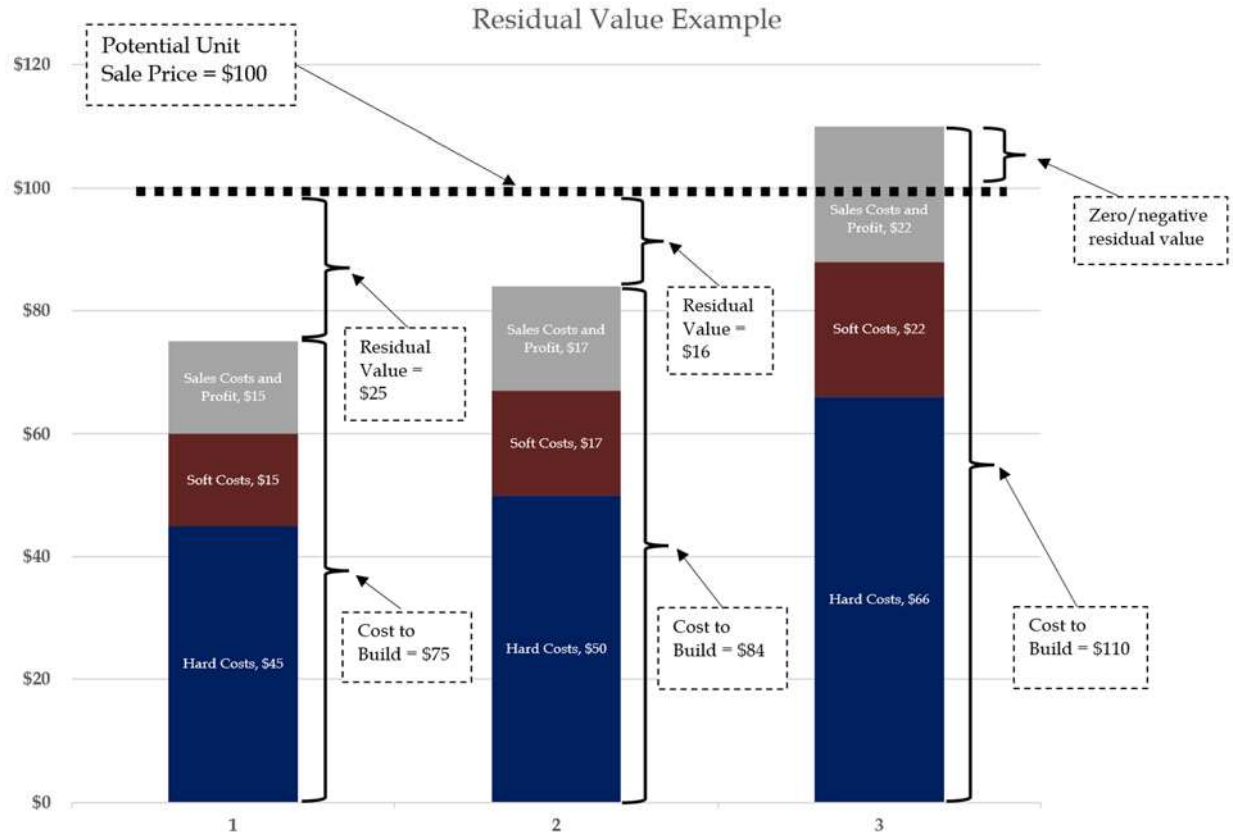 Residual Value Example
Potential Unit
Sale Price = $100
$120
$100
$80
$60
$40
$20
$0
Sales Costs and
Profit, $15
Soft Costs, $15
Hard Costs, $45
Residual
Value =
$25
Cost to
Build = $75
Sales Costs and
Profit, $17
Soft Costs, $17
Hard Costs, $50
Residual
Value =
$16
Cost to
Build = $84
Sales Costs and
Profit, $22
Soft Costs, $22
Hard Costs, $66
Zero/negative
residual value
Cost to
Build = $110
1
2
3